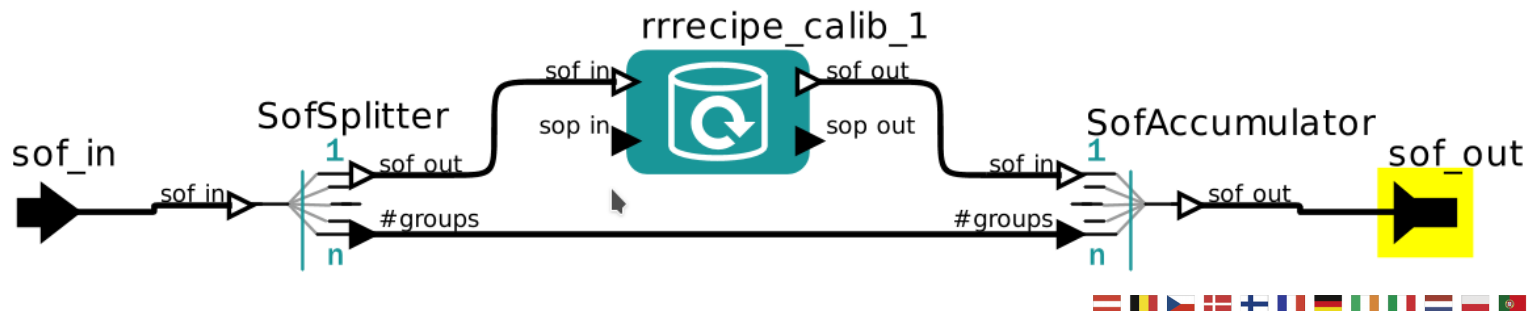 rrrecipe_calib_1
sof in
sof out
SofSplitter
sop in
sop out
SofAccumulator
sof_in
1
sof out
sof in
1
sof_out
sof in
sof out
#groups
#groups
n
n